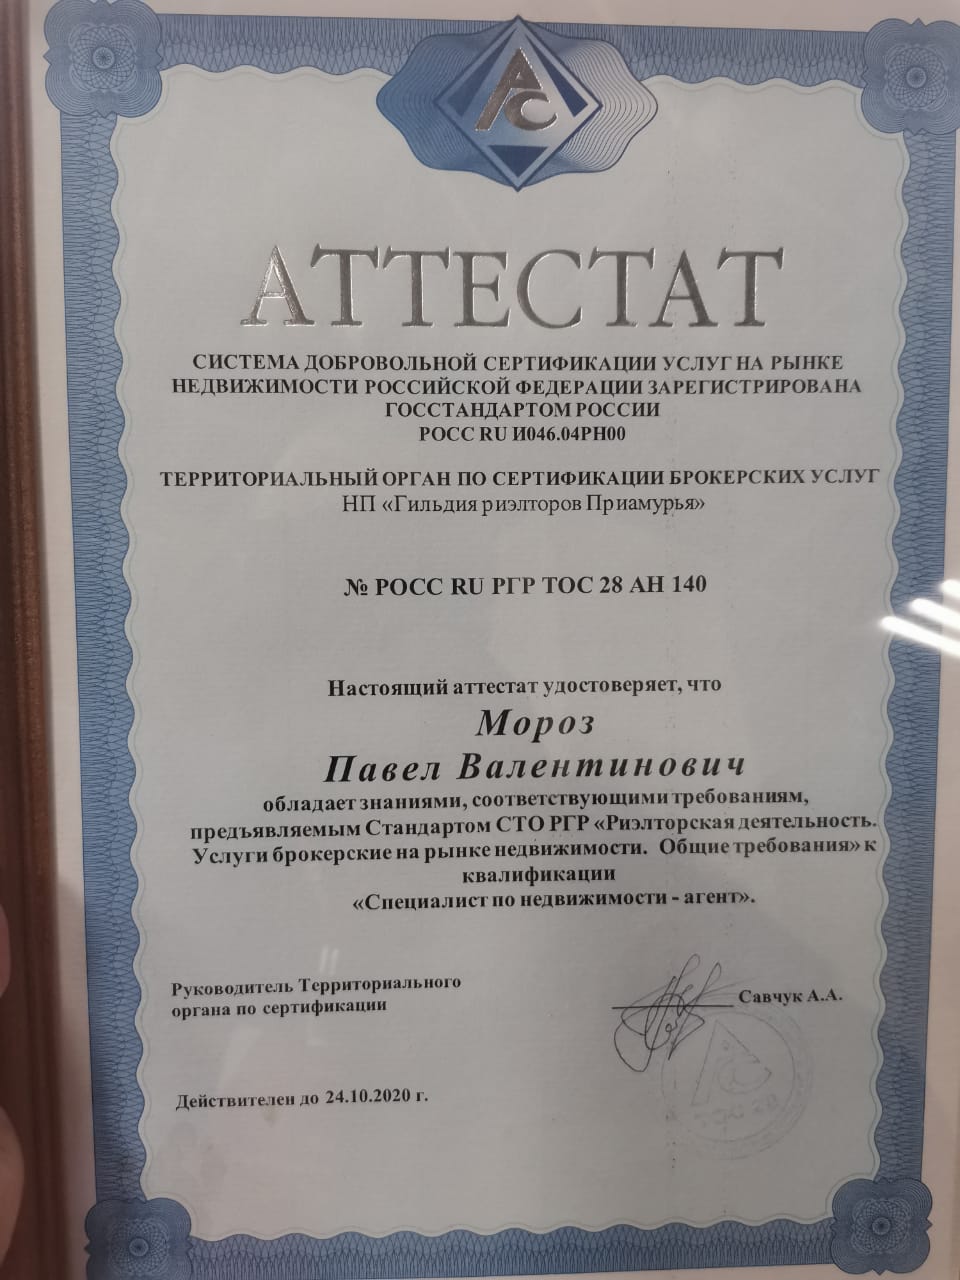 АС
АТТЕСТАТ
СИСТЕМА ДОБРОВОЛЬНОЙ СЕРТИФИКАЦИИ УСЛУГ НА РЫНКЕ
НЕДВИЖИМОСТИ РОССИЙСКОЙ ФЕДЕРАЦИИ ЗАРЕГИСТРИРОВАНА
ГОССТАНДАРТОМ РОССИИ
РОСС RU И046.04РН00
ТЕРРИТОРИАЛЬНЫЙ ОРГАН ПО СЕРТИФИКАЦИИ БРОКЕРСКИХ УСЛУГ
НП «Гильдия риэлторов Приамурья»
№ РОСС RU РГР ТОС 28 АН 140
Настоящий аттестат удостоверяет, что
Мороз
Павел Валентинович
обладает знаниями, соответствующими требованиям,
предъявляемым Стандартом СТО РГР «Риэлторская деятельность.
Услуги брокерские на рынке недвижимости. Общие требования» к
квалификации
«Специалист по недвижимости - агент».
Руководитель Территориального
органа по сертификации
Савчук А.А.
Действителен до 24.10.2020 г.